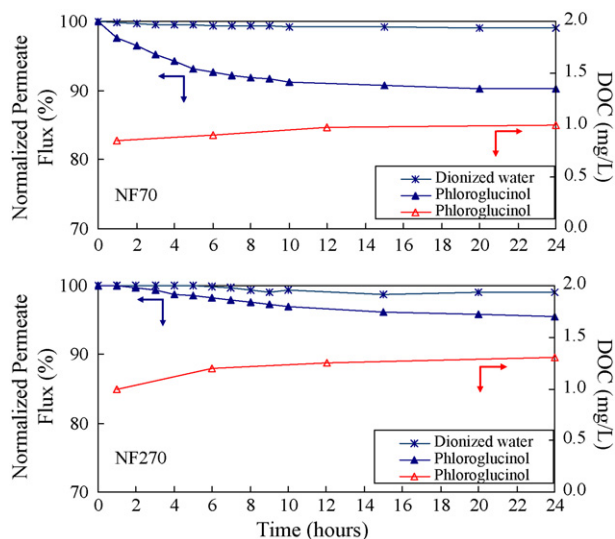 Normalized Permeate
Flux (%)
100
90
80
70
NF70
Dionized water
Phloroglucinol
Phloroglucinol
2.0
1.5
1.0
0.5
0.0
DOC (mg/L)
0 2 4 6 8 10 12 14 16 18 20 22 24
Normalized Permeate
Flux (%)
100
90
80
70
NF270
Dionized water
Phloroglucinol
Phloroglucinol
2.0
1.5
1.0
0.5
0.0
DOC (mg/L)
0 2 4 6 8 10 12 14 16 18 20 22 24
Time (hours)